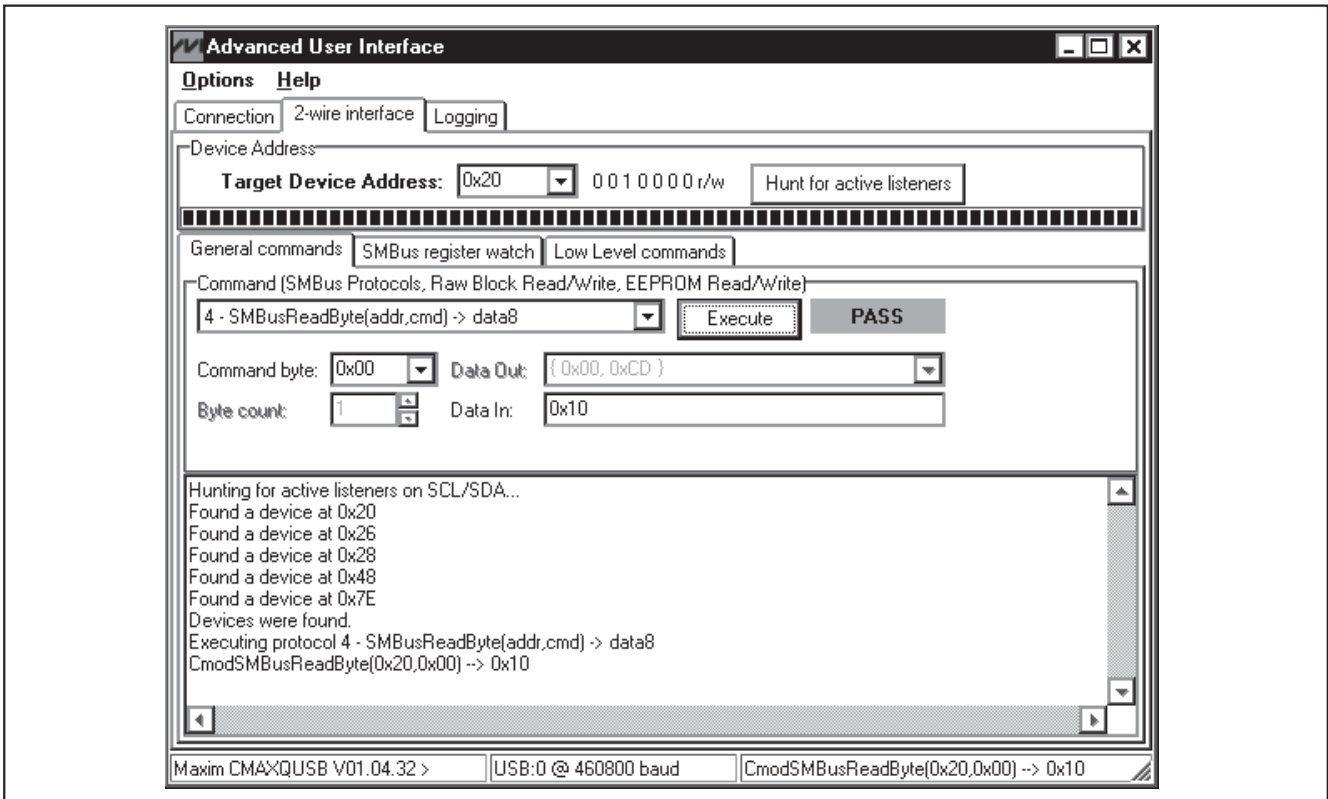 Advanced User Interface
Options Help
Connection 2-wire interface Logging
Device Address
Target Device Address: 0x20 0 0 1 0 0 0 0 r/w Hunt for active listeners
General commands SMBus register watch Low Level commands
Command (SMBus Protocols, Raw Block Read/Write, EEPROM Read/Write)
4 - SMBusReadByte(addr,cmd) -> data8 Execute PASS
Command byte: 0x00 Data Out: { 0x00, 0xCD }
Byte count: 1 Data In: 0x10
Hunting for active listeners on SCL/SDA...
Found a device at 0x20
Found a device at 0x26
Found a device at 0x28
Found a device at 0x48
Found a device at 0x7E
Devices were found.
Executing protocol 4 - SMBusReadByte(addr,cmd) -> data8
CmodSMBusReadByte(0x20,0x00) --> 0x10
Maxim CMAXQUSB V01.04.32 > USB:0 @ 460800 baud CmodSMBusReadByte(0x20,0x00) --> 0x10